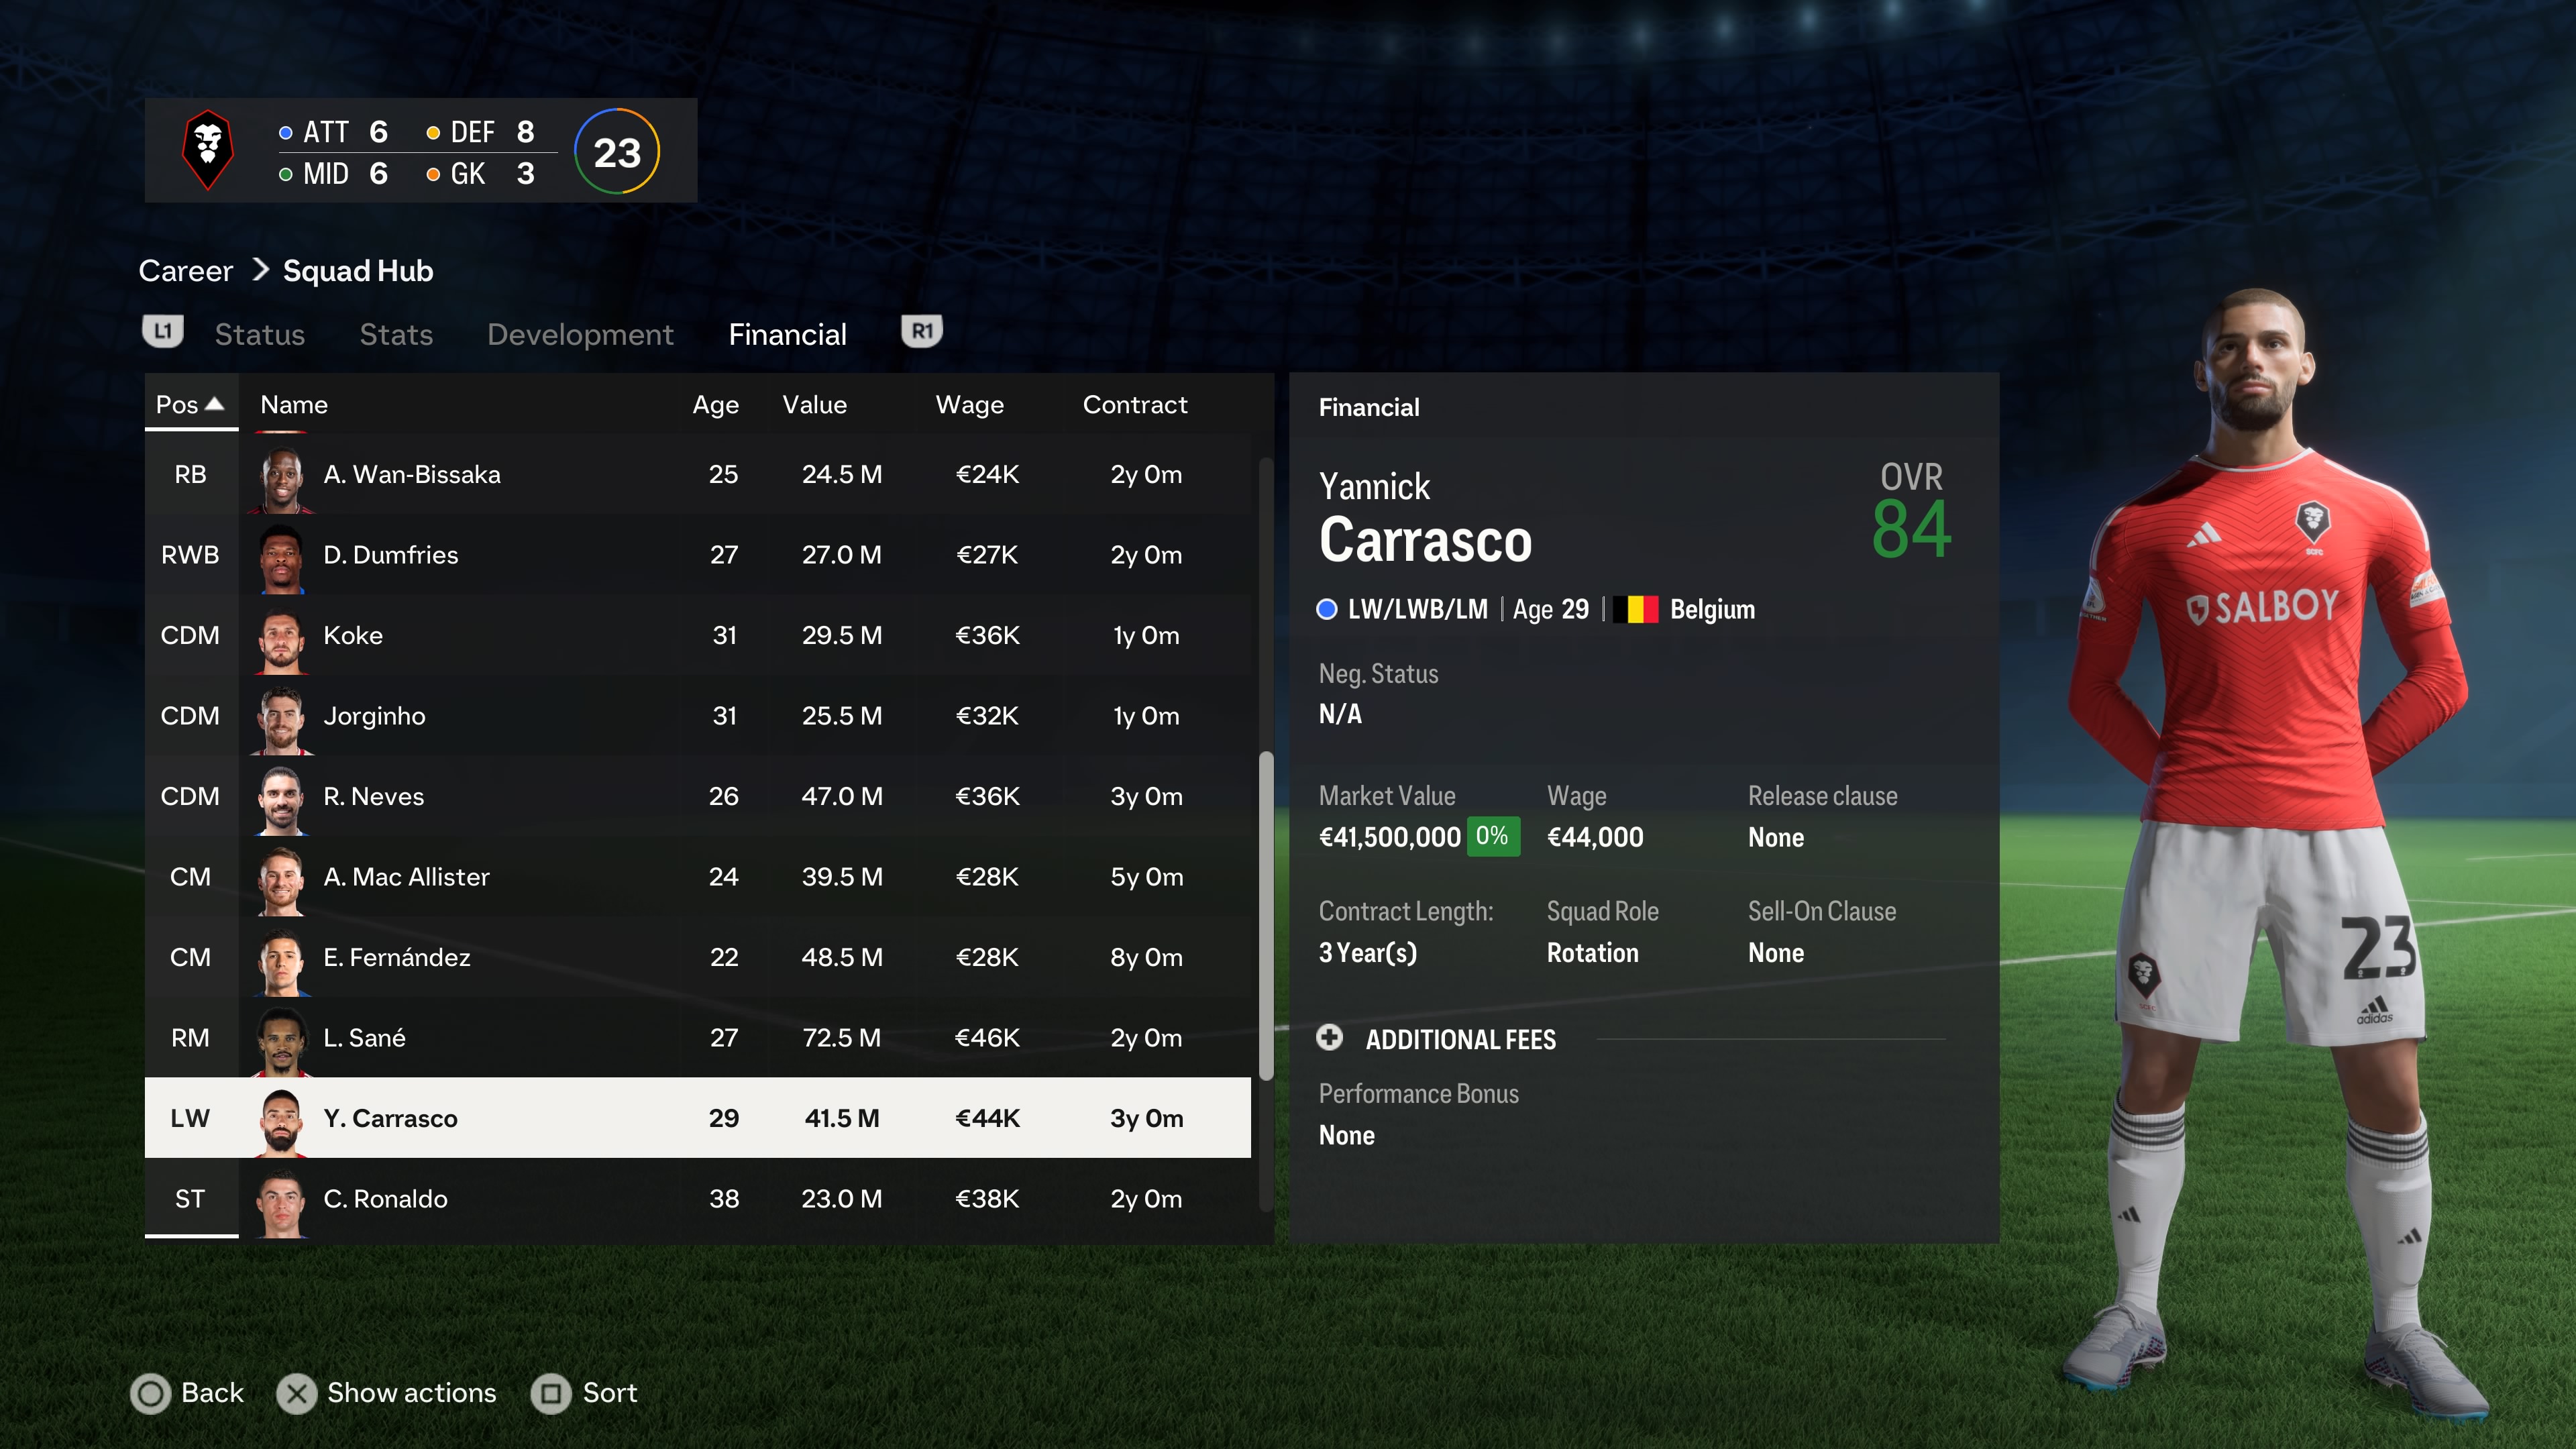 ATT 6 DEF 8
MID 6 GK 3
23
Career > Squad Hub
L1 Status Stats Development Financial R1
Pos Name Age Value Wage Contract
RB A. Wan-Bissaka 25 24.5 M €24K 2y 0m
RWB D. Dumfries 27 27.0 M €27K 2y 0m
CDM Koke 31 29.5 M €36K 1y 0m
CDM Jorginho 31 25.5 M €32K 1y 0m
CDM R. Neves 26 47.0 M €36K 3y 0m
CM A. Mac Allister 24 39.5 M €28K 5y 0m
CM E. Fernández 22 48.5 M €28K 8y 0m
RM L. Sané 27 72.5 M €46K 2y 0m
LW Y. Carrasco 29 41.5 M €44K 3y 0m
ST C. Ronaldo 38 23.0 M €38K 2y 0m
Financial
Yannick
Carrasco
OVR
84
LW/LWB/LM | Age 29 | Belgium
Neg. Status
N/A
Market Value Wage Release clause
€41,500,000 0% €44,000 None
Contract Length: Squad Role Sell-On Clause
3 Year(s) Rotation None
ADDITIONAL FEES
Performance Bonus
None
SCFC
SALBOY
23
adidas
Back Show actions Sort